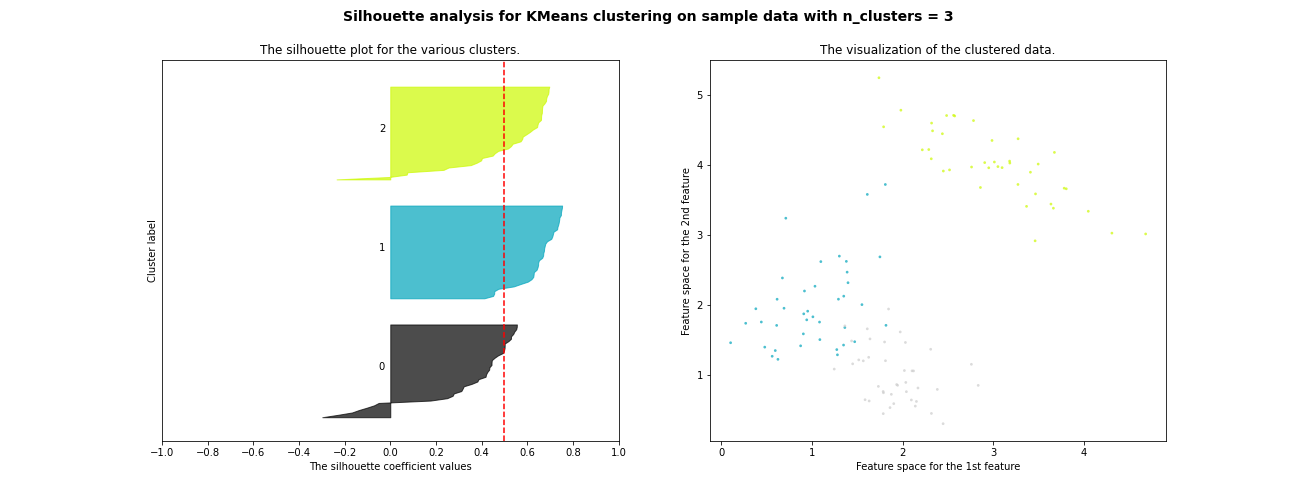 Silhouette analysis for KMeans clustering on sample data with n_clusters = 3
The silhouette plot for the various clusters.
2
1
0
Cluster label
−1.0 −0.8 −0.6 −0.4 −0.2 0.0 0.2 0.4 0.6 0.8 1.0
The silhouette coefficient values
The visualization of the clustered data.
5
4
3
2
1
Feature space for the 2nd feature
0 1 2 3 4
Feature space for the 1st feature